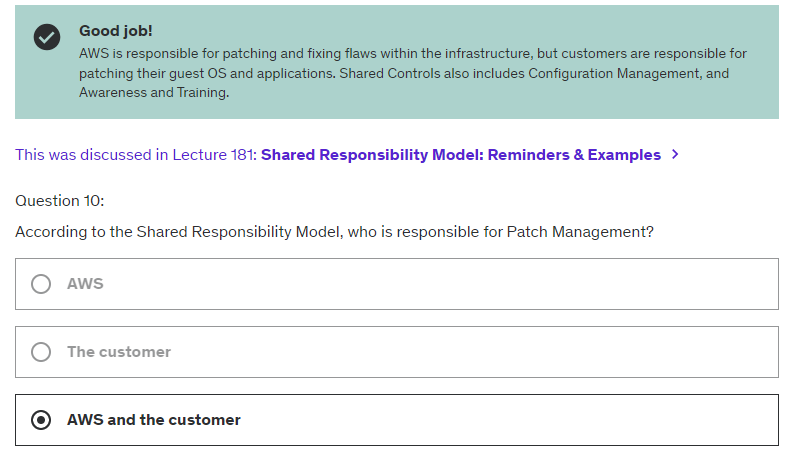 Good job!
AWS is responsible for patching and fixing flaws within the infrastructure, but customers are responsible for
patching their guest OS and applications. Shared Controls also includes Configuration Management, and
Awareness and Training.
This was discussed in Lecture 181: Shared Responsibility Model: Reminders & Examples >
Question 10:
According to the Shared Responsibility Model, who is responsible for Patch Management?
AWS
The customer
AWS and the customer